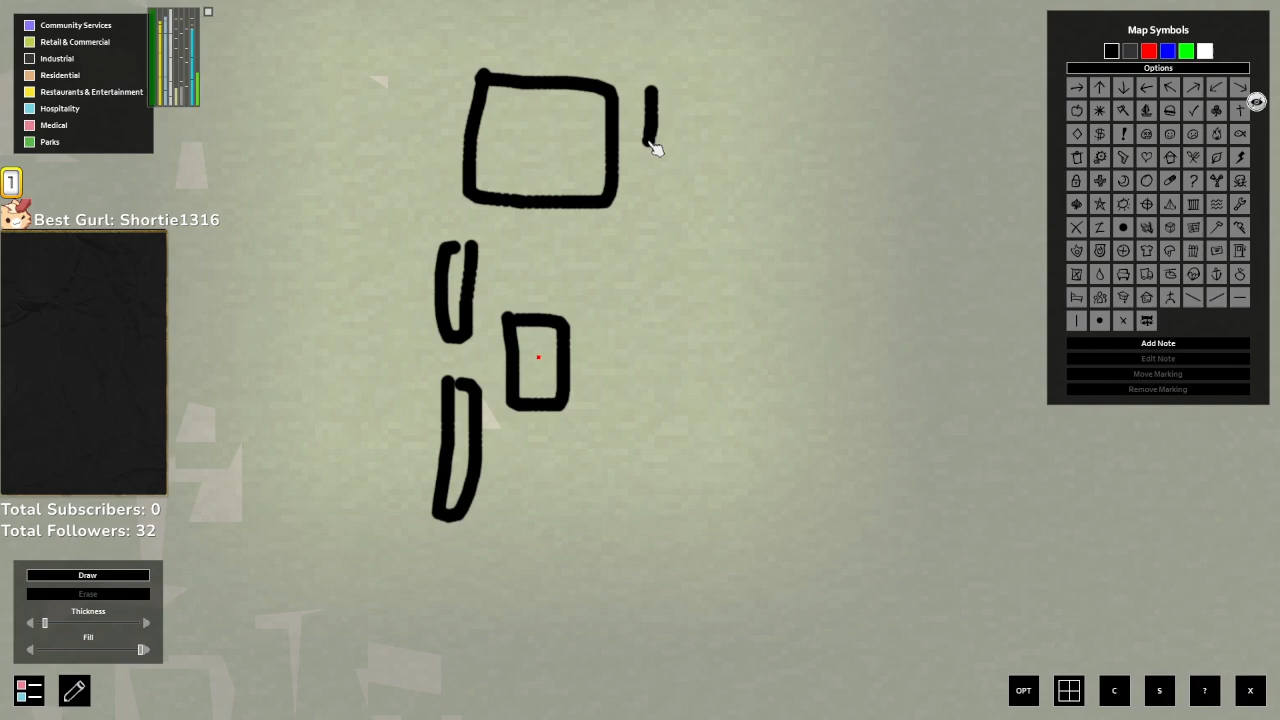 Community Services
Retail & Commercial
Industrial
Residential
Restaurants & Entertainment
Hospitality
Medical
Parks
1
Best Gurl: Shortie1316
Total Subscribers: 0
Total Followers: 32
Draw
Erase
Thickness
Fill
Map Symbols
Options
Add Note
Edit Note
Move Marking
Remove Marking
OPT
C
S
?
X